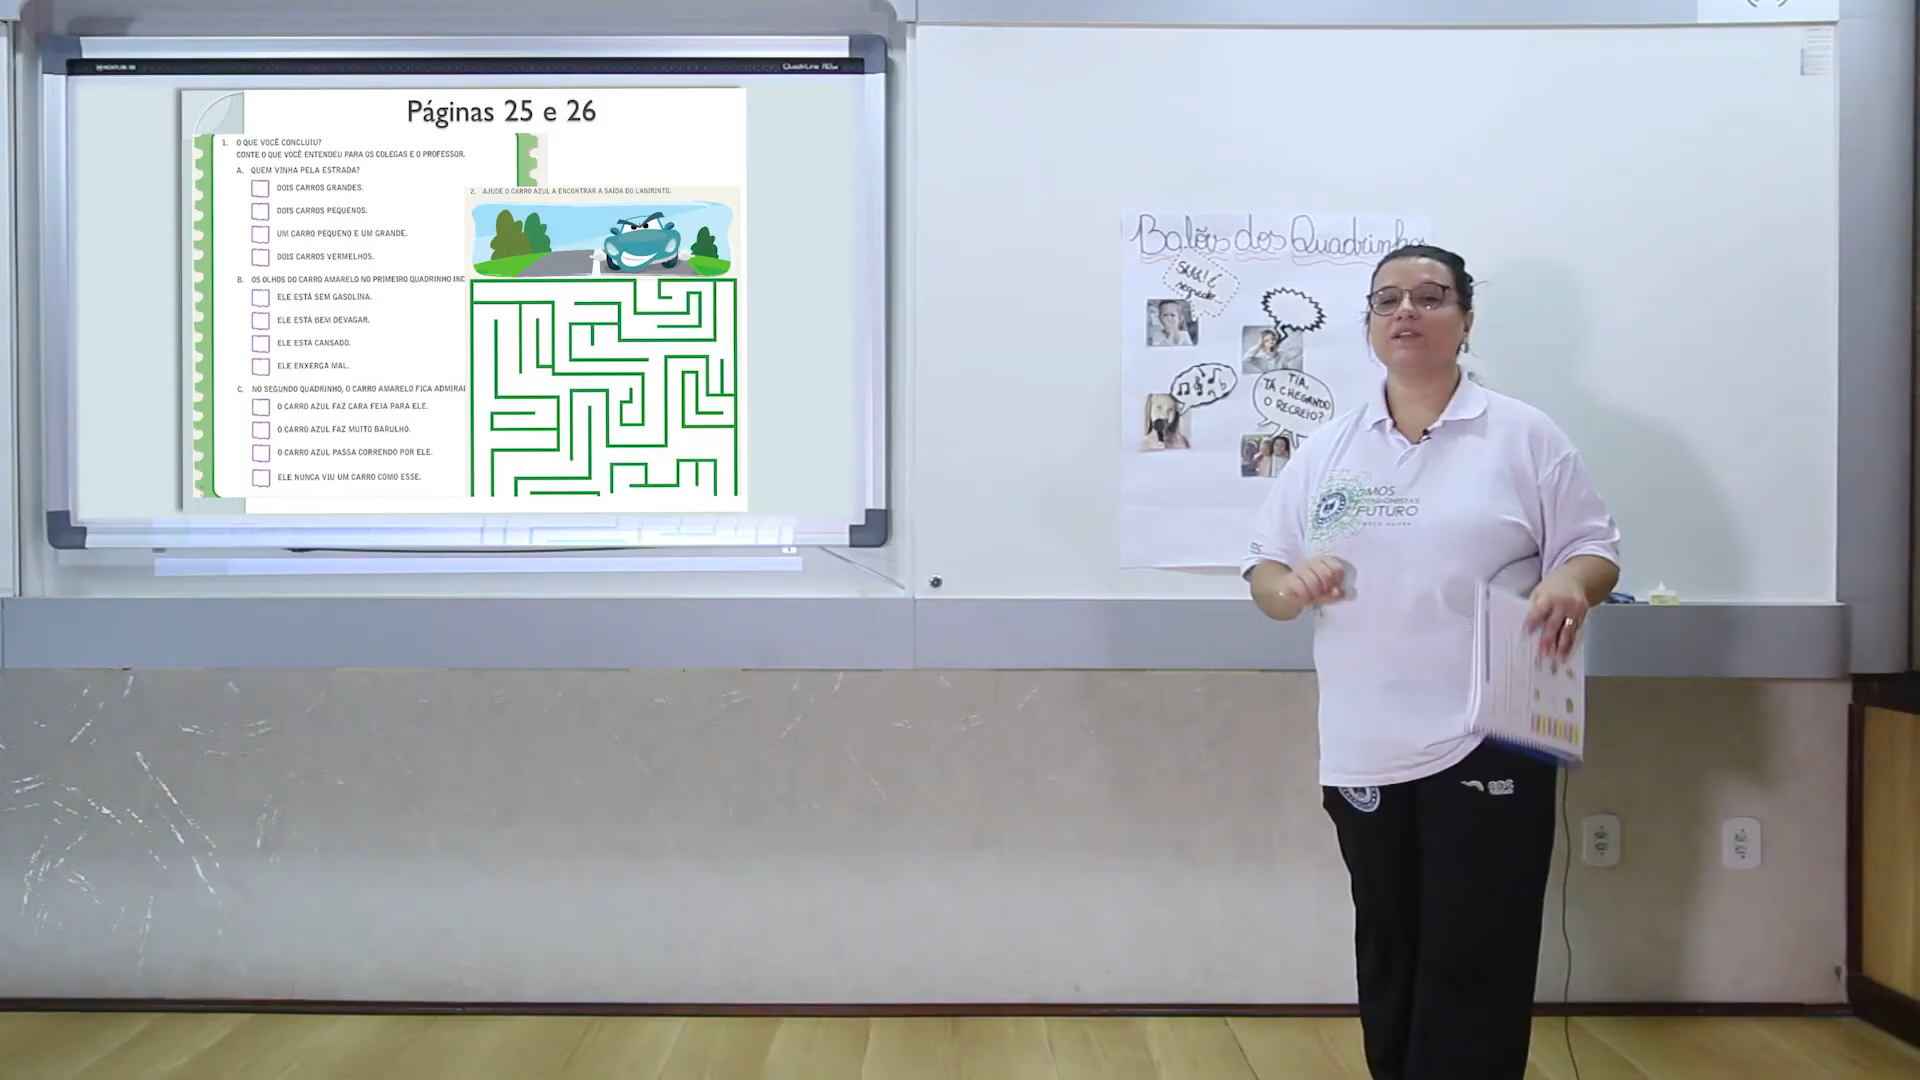 Páginas 25 e 26
1. O QUE VOCÊ CONCLUIU?
CONTE O QUE VOCÊ ENTENDEU PARA OS COLEGAS E O PROFESSOR.
A. QUEM VINHA PELA ESTRADA?
DOIS CARROS GRANDES.
DOIS CARROS PEQUENOS.
UM CARRO PEQUENO E UM GRANDE.
DOIS CARROS VERMELHOS.
B. OS OLHOS DO CARRO AMARELO NO PRIMEIRO QUADRINHO IND
ELE ESTÁ SEM GASOLINA.
ELE ESTÁ BEM DEVAGAR.
ELE ESTÁ CANSADO.
ELE ENXERGA MAL.
C. NO SEGUNDO QUADRINHO, O CARRO AMARELO FICA ADMIRA
O CARRO AZUL FAZ CARA FEIA PARA ELE.
O CARRO AZUL FAZ MUITO BARULHO.
O CARRO AZUL PASSA CORRENDO POR ELE.
ELE NUNCA VIU UM CARRO COMO ESSE.
2. AJUDE O CARRO AZUL A ENCONTRAR A SAÍDA DO LABIRINTO.
Balões dos Quadrinhos
É
segredo
TIA,
TÁ CHEGANDO
O RECREIO?
OMOS
OTAGONISTAS
FUTURO